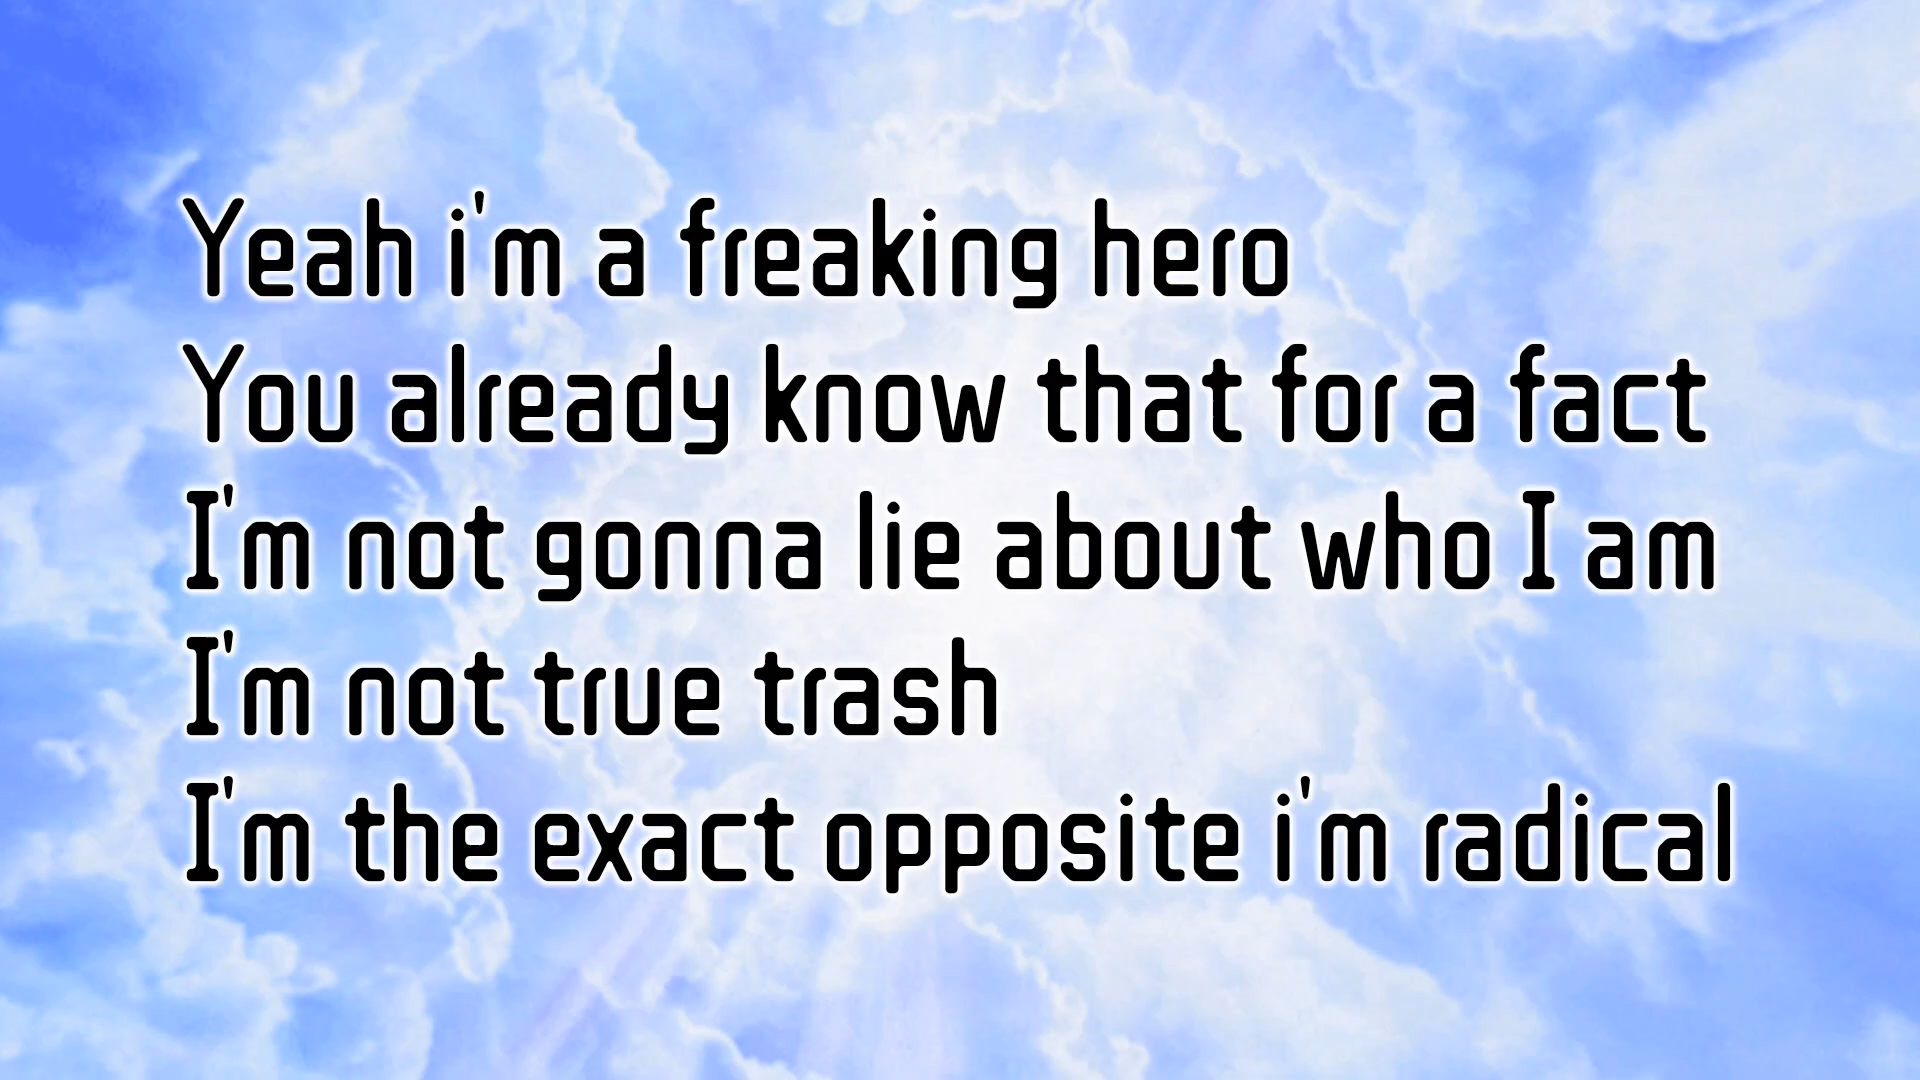 Yeah i'm a freaking hero
You already know that for a fact
I'm not gonna lie about who I am
I'm not true trash
I'm the exact opposite i'm radical